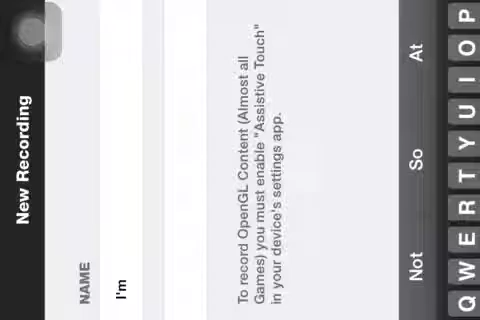 New Recording
NAME
I'm
To record OpenGL Content (Almost all
Games) you must enable "Assistive Touch"
in your device's settings app.
Not So At
Q W E R T Y U I O P